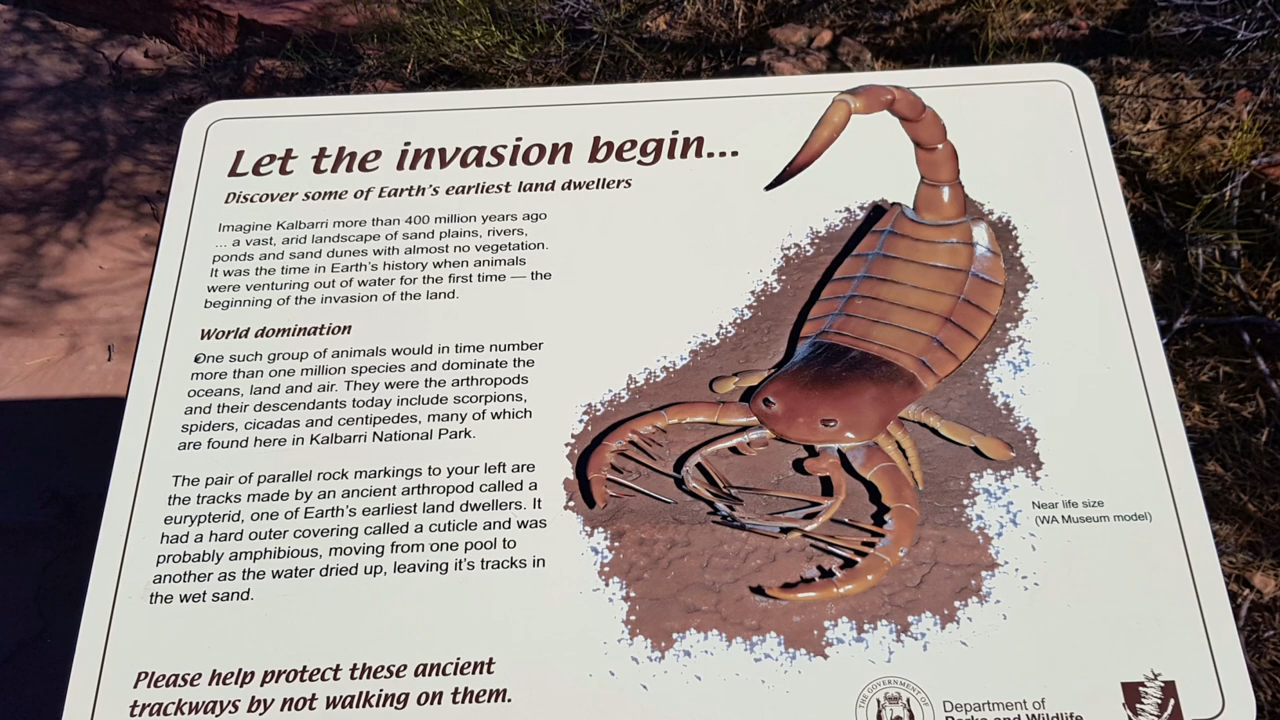 Let the invasion begin...
Discover some of Earth's earliest land dwellers
Imagine Kalbarri more than 400 million years ago
... a vast, arid landscape of sand plains, rivers,
ponds and sand dunes with almost no vegetation.
It was the time in Earth's history when animals
were venturing out of water for the first time — the
beginning of the invasion of the land.
World domination
One such group of animals would in time number
more than one million species and dominate the
oceans, land and air. They were the arthropods
and their descendants today include scorpions,
spiders, cicadas and centipedes, many of which
are found here in Kalbarri National Park.
The pair of parallel rock markings to your left are
the tracks made by an ancient arthropod called a
eurypterid, one of Earth's earliest land dwellers. It
had a hard outer covering called a cuticle and was
probably amphibious, moving from one pool to
another as the water dried up, leaving it's tracks in
the wet sand.
Please help protect these ancient
trackways by not walking on them.
Near life size
(WA Museum model)
THE GOVERNMENT OF
Department of
Parks and Wildlife